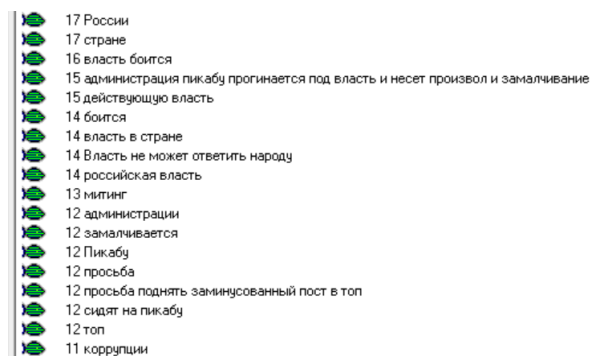 17 России
17 стране
16 власть боится
15 администрация пикабу прогинается под власть и несет произвол и замалчивание
15 действующую власть
14 боится
14 власть в стране
14 Власть не может ответить народу
14 российская власть
13 митинг
12 администрации
12 замалчивается
12 Пикабу
12 просьба
12 просьба поднять заминусованный пост в топ
12 сидят на пикабу
12 топ
11 коррупции